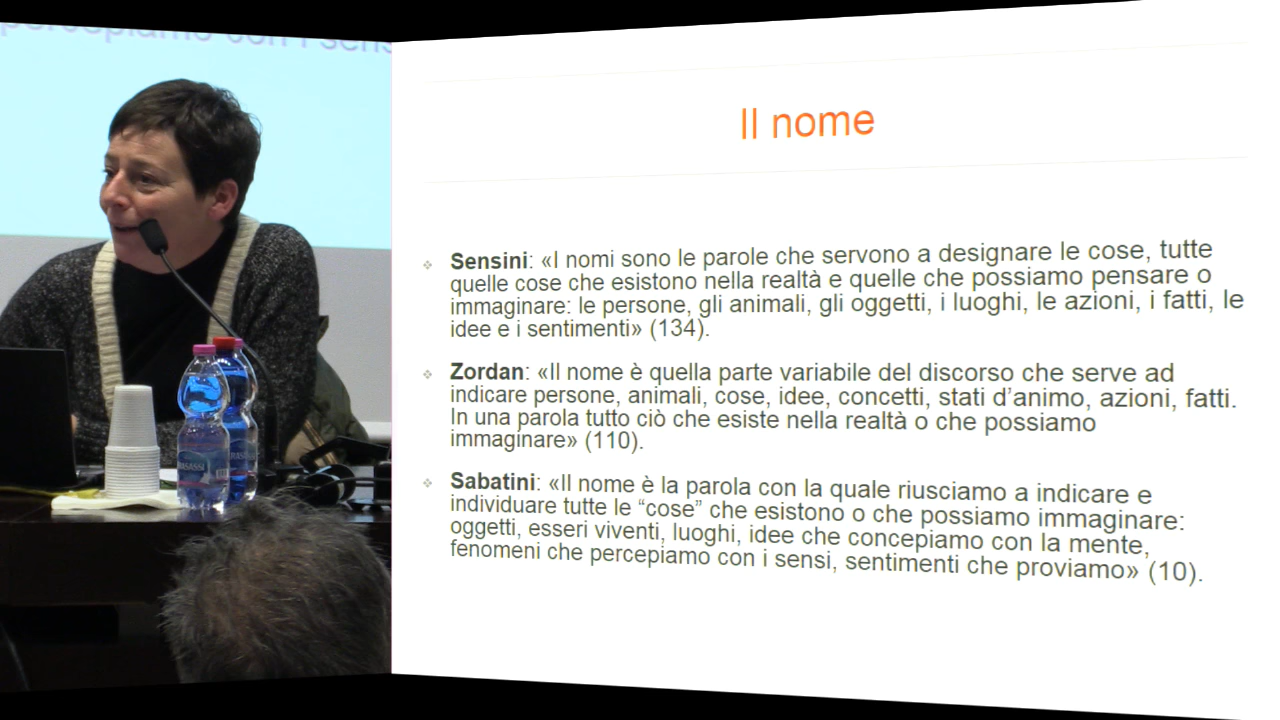 percepiamo con i sens
Il nome
Sensini: «I nomi sono le parole che servono a designare le cose, tutte
quelle cose che esistono nella realtà e quelle che possiamo pensare o
immaginare: le persone, gli animali, gli oggetti, i luoghi, le azioni, i fatti, le
idee e i sentimenti» (134).
Zordan: «Il nome è quella parte variabile del discorso che serve ad
indicare persone, animali, cose, idee, concetti, stati d’animo, azioni, fatti.
In una parola tutto ciò che esiste nella realtà o che possiamo
immaginare» (110).
Sabatini: «Il nome è la parola con la quale riusciamo a indicare e
individuare tutte le “cose” che esistono o che possiamo immaginare:
oggetti, esseri viventi, luoghi, idee che concepiamo con la mente,
fenomeni che percepiamo con i sensi, sentimenti che proviamo» (10).